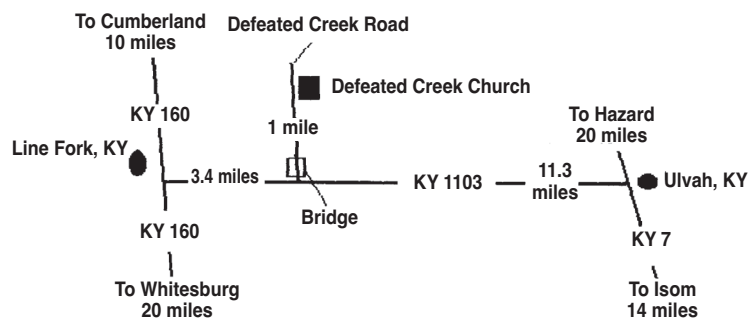 To Cumberland
10 miles
Defeated Creek Road
Defeated Creek Church
KY 160
1 mile
To Hazard
20 miles
Line Fork, KY
3.4 miles
KY 1103
11.3
miles
Ulvah, KY
Bridge
KY 160
KY 7
To Whitesburg
20 miles
To Isom
14 miles